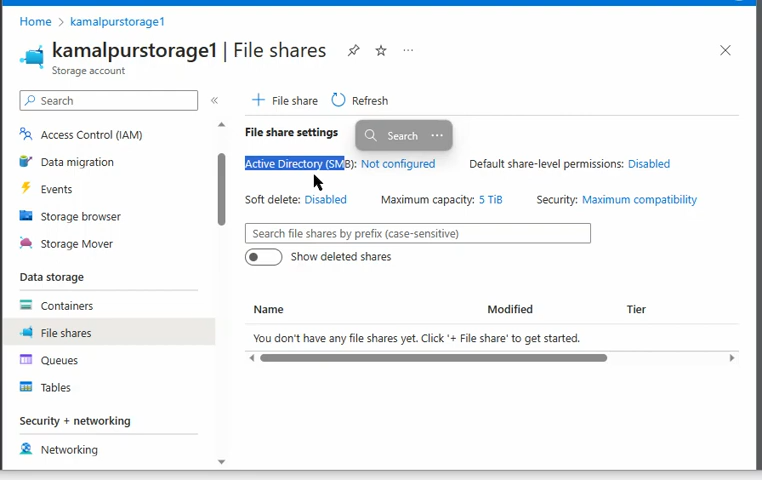 Home > kamalpurstorage1
kamalpurstorage1 | File shares
Storage account
Search
Access Control (IAM)
Data migration
Events
Storage browser
Storage Mover
Data storage
Containers
File shares
Queues
Tables
Security + networking
Networking
+ File share Refresh
File share settings
Search ...
Active Directory (SMB): Not configured Default share-level permissions: Disabled
Soft delete: Disabled Maximum capacity: 5 TiB Security: Maximum compatibility
Search file shares by prefix (case-sensitive)
Show deleted shares
Name Modified Tier
You don't have any file shares yet. Click '+ File share' to get started.